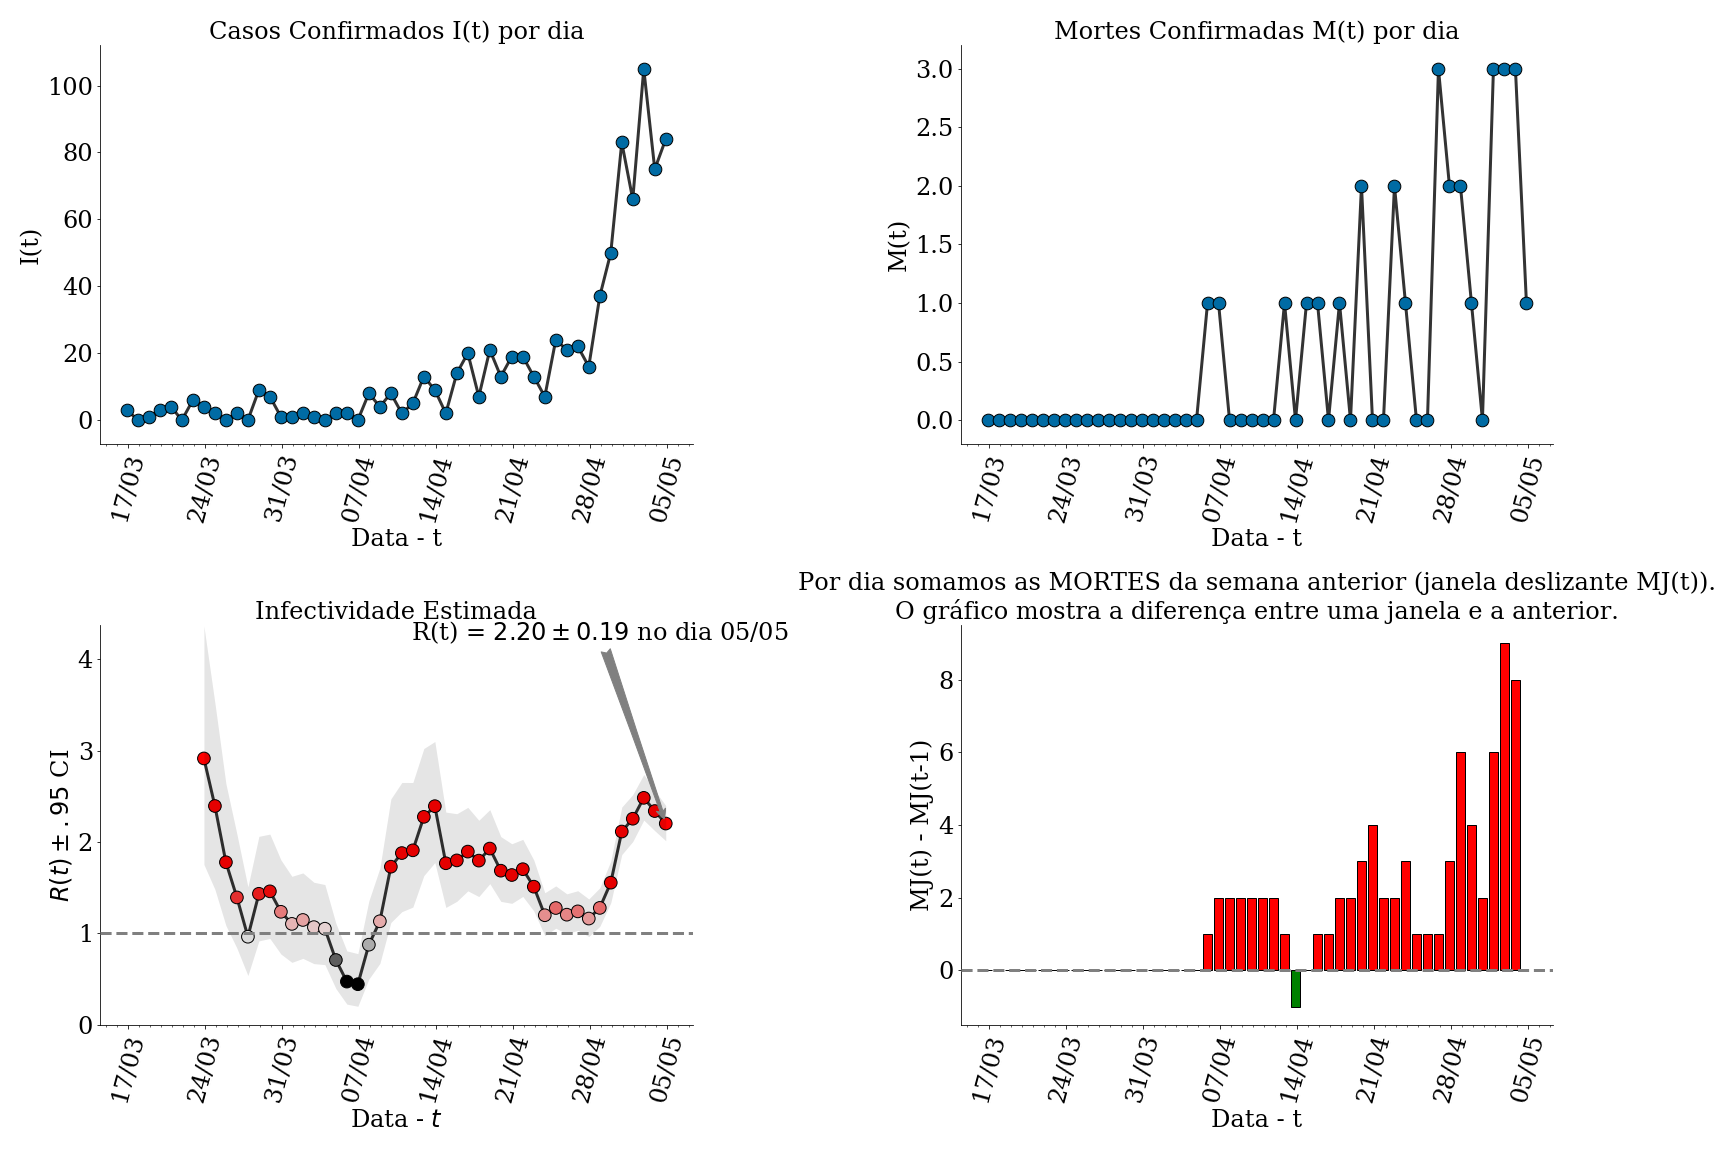 Casos Confirmados I(t) por dia
I(t)
100
80
60
40
20
0
17/03 24/03 31/03 07/04 14/04 21/04 28/04 05/05
Data - t
Mortes Confirmadas M(t) por dia
M(t)
3.0
2.5
2.0
1.5
1.0
0.5
0.0
17/03 24/03 31/03 07/04 14/04 21/04 28/04 05/05
Data - t
Infectividade Estimada
R(t) = 2.20 ± 0.19 no dia 05/05
R(t) ± .95 CI
4
3
2
1
0
17/03 24/03 31/03 07/04 14/04 21/04 28/04 05/05
Data - t
Por dia somamos as MORTES da semana anterior (janela deslizante MJ(t)).
O gráfico mostra a diferença entre uma janela e a anterior.
MJ(t) - MJ(t-1)
8
6
4
2
0
17/03 24/03 31/03 07/04 14/04 21/04 28/04 05/05
Data - t